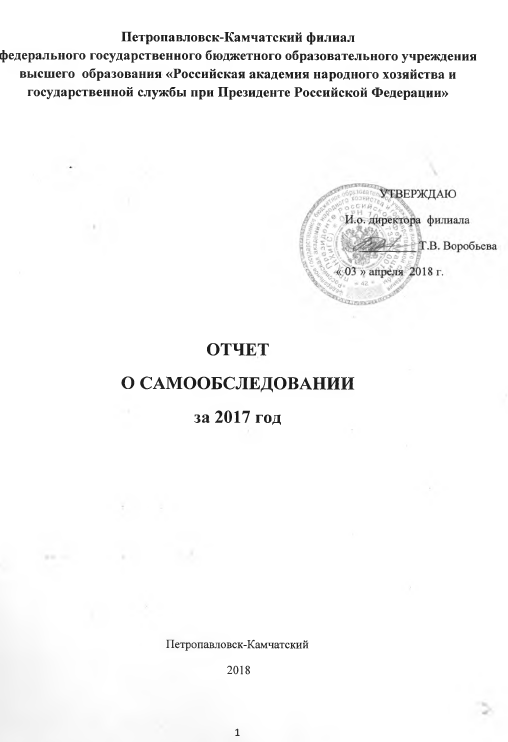 Петропавловск-Камчатский филиал
федерального государственного бюджетного образовательного учреждения
высшего образования «Российская академия народного хозяйства и
государственной службы при Президенте Российской Федерации»
УТВЕРЖДАЮ
И.о. директора филиала
Т.В. Воробьева
« 03 » апреля 2018 г.
ОТЧЕТ
О САМООБСЛЕДОВАНИИ
за 2017 год
Петропавловск-Камчатский
2018
1